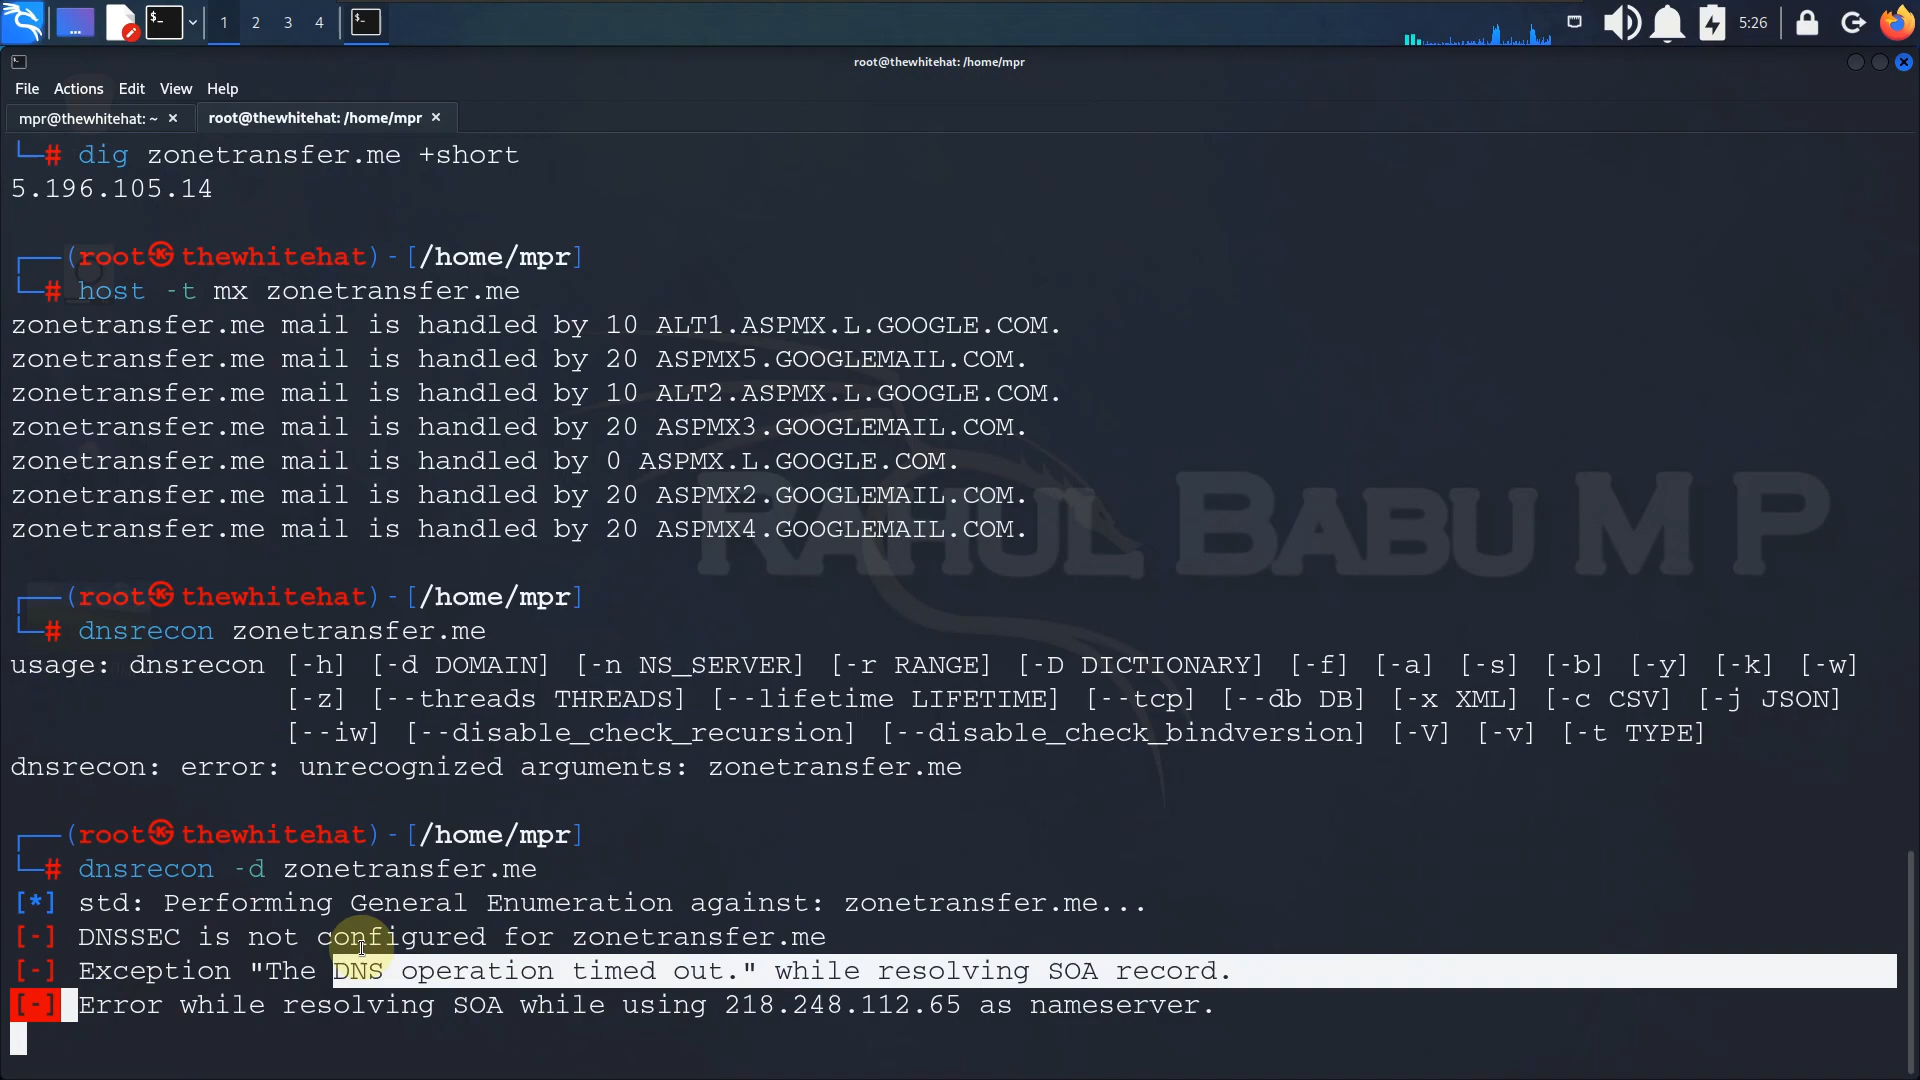 1 2 3 4
5:26
root@thewhitehat: /home/mpr
File Actions Edit View Help
mpr@thewhitehat: ~ × root@thewhitehat: /home/mpr ×
└─# dig zonetransfer.me +short
5.196.105.14
┌──(root㉿thewhitehat)-[/home/mpr]
└─# host -t mx zonetransfer.me
zonetransfer.me mail is handled by 10 ALT1.ASPMX.L.GOOGLE.COM.
zonetransfer.me mail is handled by 20 ASPMX5.GOOGLEMAIL.COM.
zonetransfer.me mail is handled by 10 ALT2.ASPMX.L.GOOGLE.COM.
zonetransfer.me mail is handled by 20 ASPMX3.GOOGLEMAIL.COM.
zonetransfer.me mail is handled by 0 ASPMX.L.GOOGLE.COM.
zonetransfer.me mail is handled by 20 ASPMX2.GOOGLEMAIL.COM.
zonetransfer.me mail is handled by 20 ASPMX4.GOOGLEMAIL.COM.
RAHUL BABU M P
┌──(root㉿thewhitehat)-[/home/mpr]
└─# dnsrecon zonetransfer.me
usage: dnsrecon [-h] [-d DOMAIN] [-n NS_SERVER] [-r RANGE] [-D DICTIONARY] [-f] [-a] [-s] [-b] [-y] [-k] [-w]
[-z] [--threads THREADS] [--lifetime LIFETIME] [--tcp] [--db DB] [-x XML] [-c CSV] [-j JSON]
[--iw] [--disable_check_recursion] [--disable_check_bindversion] [-V] [-v] [-t TYPE]
dnsrecon: error: unrecognized arguments: zonetransfer.me
┌──(root㉿thewhitehat)-[/home/mpr]
└─# dnsrecon -d zonetransfer.me
[*] std: Performing General Enumeration against: zonetransfer.me...
[-] DNSSEC is not configured for zonetransfer.me
[-] Exception "The DNS operation timed out." while resolving SOA record.
[-] Error while resolving SOA while using 218.248.112.65 as nameserver.